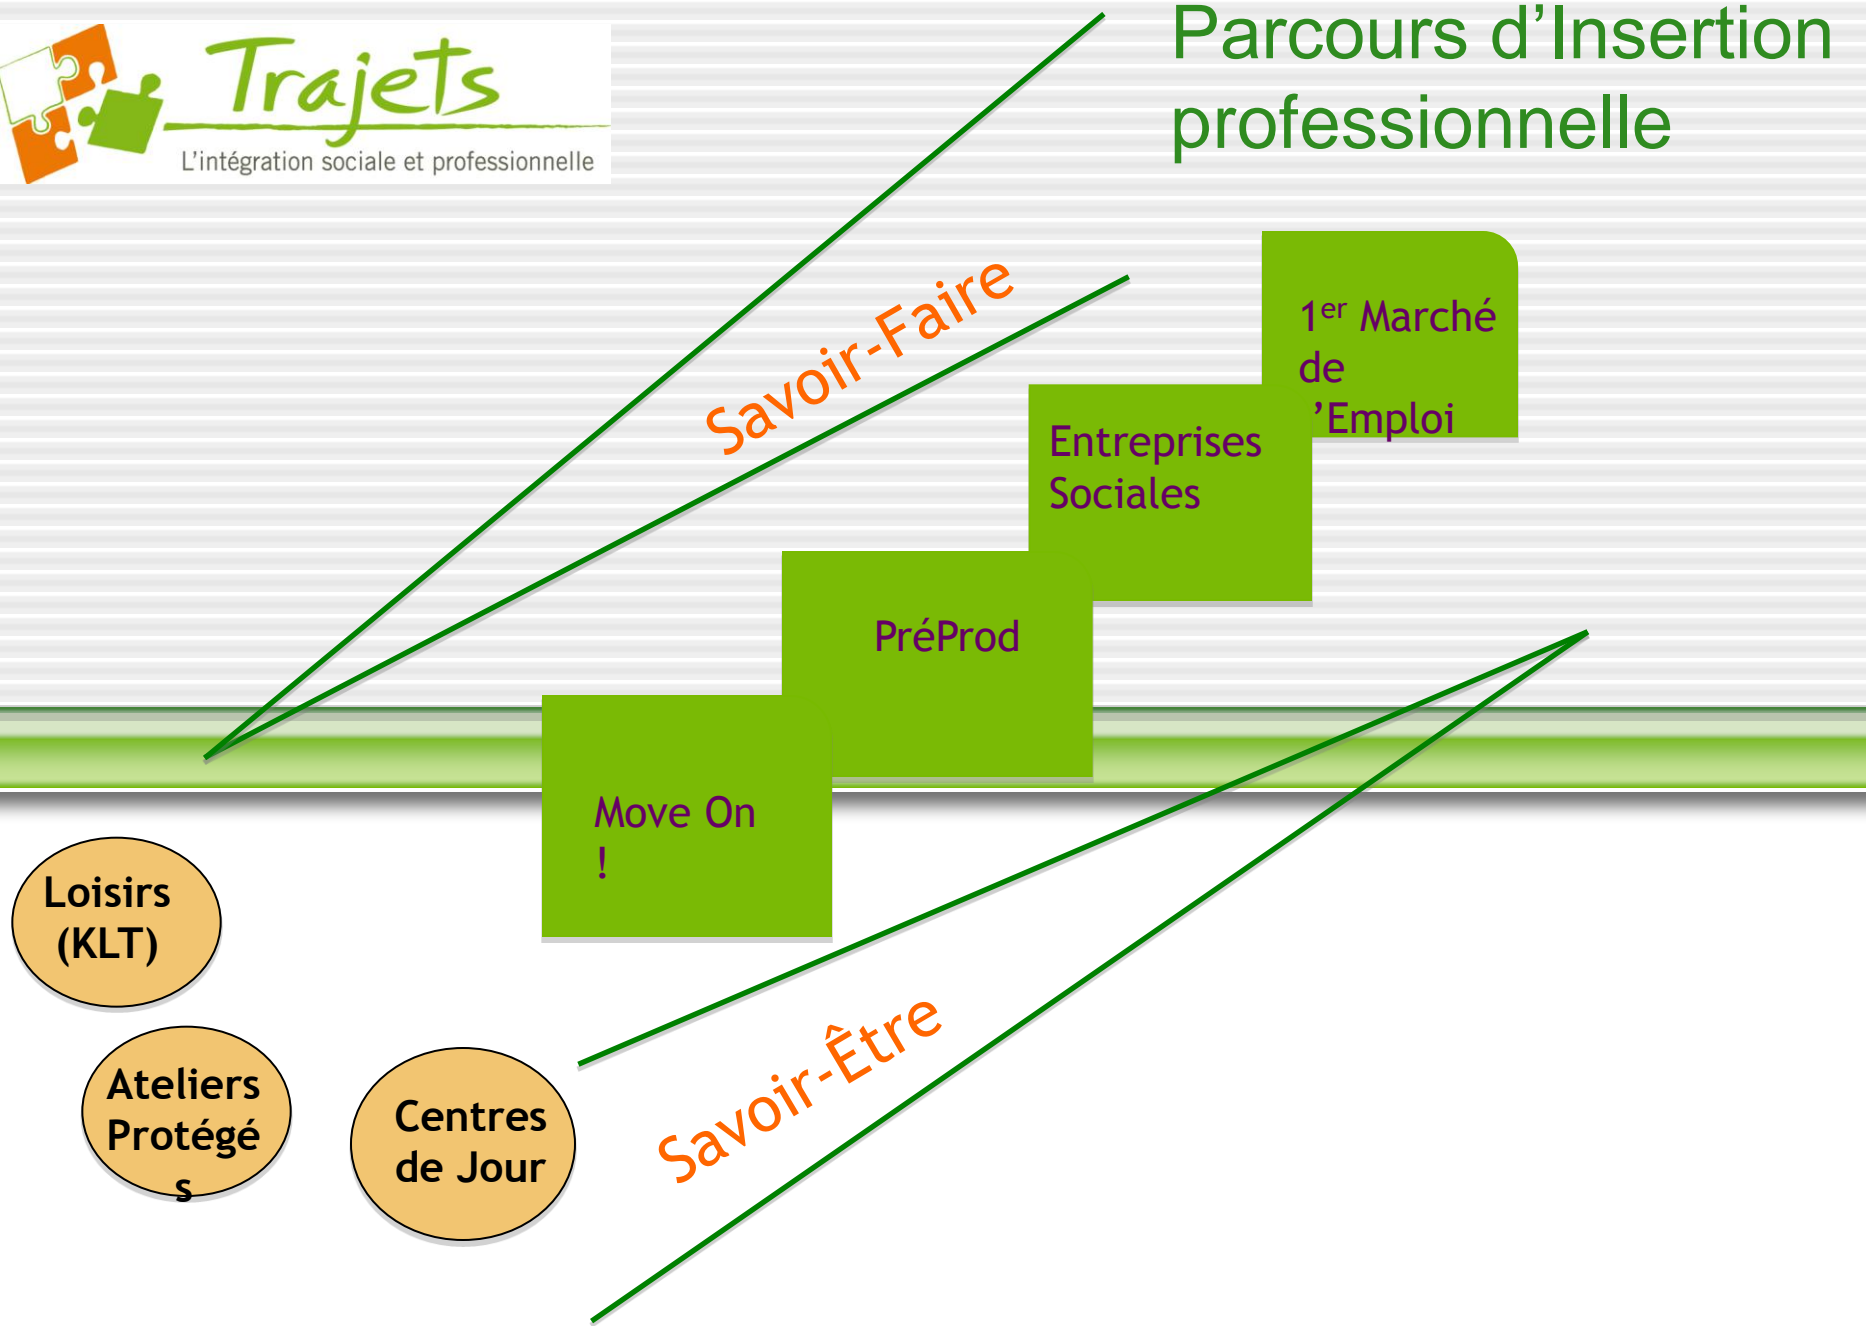 Trajets
L'intégration sociale et professionnelle
Parcours d’Insertion
professionnelle
Savoir-Faire
1er Marché
de
’Emploi
Entreprises
Sociales
PréProd
Move On
!
Loisirs
(KLT)
Ateliers
Protégé
s
Centres
de Jour
Savoir-Être